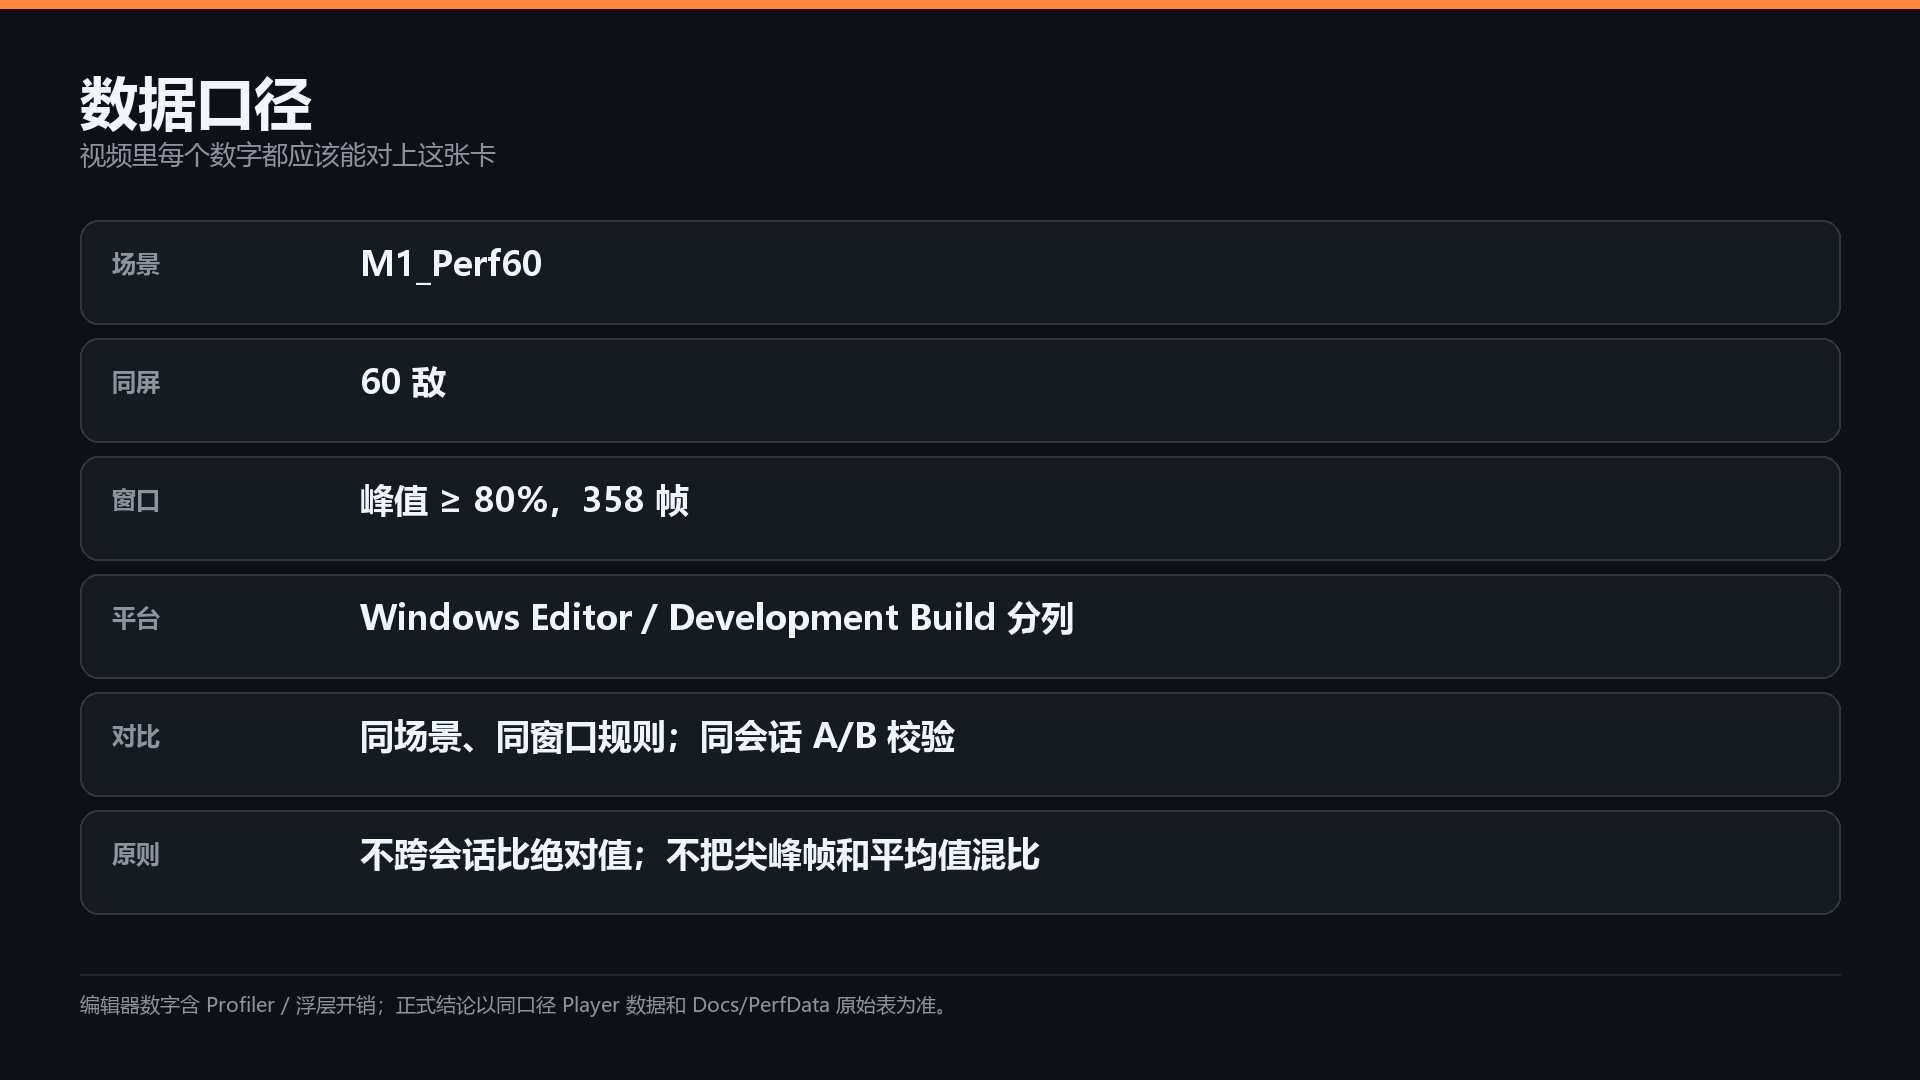 数据口径
视频里每个数字都应该能对上这张卡
场景
M1_Perf60
同屏
60 敌
窗口
峰值 ≥ 80%，358 帧
平台
Windows Editor / Development Build 分列
对比
同场景、同窗口规则；同会话 A/B 校验
原则
不跨会话比绝对值；不把尖峰帧和平均值混比
编辑器数字含 Profiler / 浮层开销；正式结论以同口径 Player 数据和 Docs/PerfData 原始表为准。